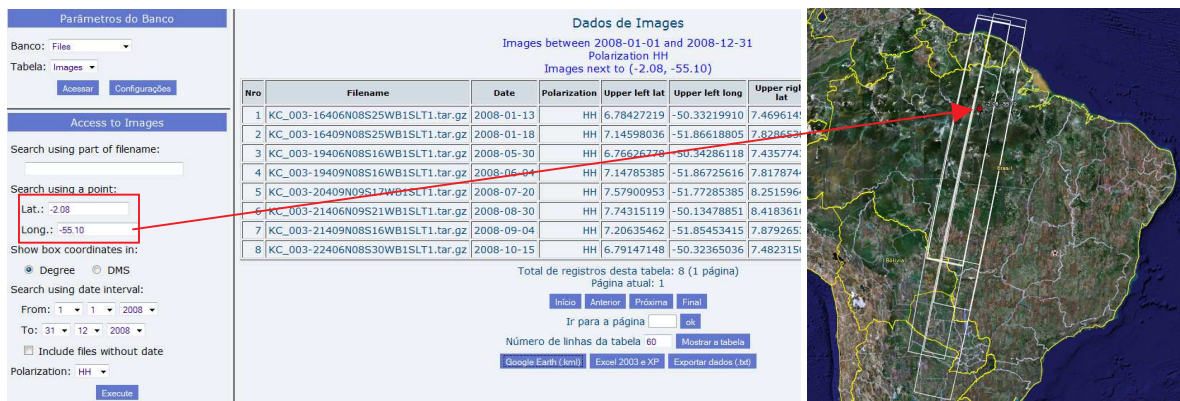 Parâmetros do Banco
Banco: Files
Tabela: Images
Acessar Configurações
Access to Images
Search using part of filename:
Search using a point:
Lat.: -2.08
Long.: -55.10
Show box coordinates in:
Degree DMS
Search using date interval:
From: 1 1 2008
To: 31 12 2008
Include files without date
Polarization: HH
Execute
Dados de Images
Images between 2008-01-01 and 2008-12-31
Polarization HH
Images next to (-2.08, -55.10)
Nro Filename Date Polarization Upper left lat Upper left long Upper lat
1 KC_003-16406N08S25WB1SLT1.tar.gz 2008-01-13 HH 6.78427219 -50.33219910
2 KC_003-16409N08S25WB1SLT1.tar.gz 2008-01-18 HH 7.14598036 -51.86618805
3 KC_003-19406N08S16WB1SLT1.tar.gz 2008-05-30 HH 6.76626778 -50.34286118
4 KC_003-19409N08S16WB1SLT1.tar.gz 2008-06-04 HH 7.14785385 -51.86725616
5 KC_003-20409N09S17WB1SLT1.tar.gz 2008-07-20 HH 7.57900953 -51.77285385
6 KC_003-21406N09S21WB1SLT1.tar.gz 2008-08-30 HH 7.74315119 -50.13478851
7 KC_003-21409N08S21WB1SLT1.tar.gz 2008-09-04 HH 7.20635462 -51.85453415
8 KC_003-22406N08S30WB1SLT1.tar.gz 2008-10-15 HH 6.79147148 -50.32365036
Total de registros desta tabela: 8 (1 página)
Página atual: 1
Início Anterior Próxima Final
Ir para a página ok
Número de linhas da tabela 60 Mostrar a tabela
Google Earth (.kml) Excel 2003 e XP Exportar dados (.txt)
Brasil
Bolivia